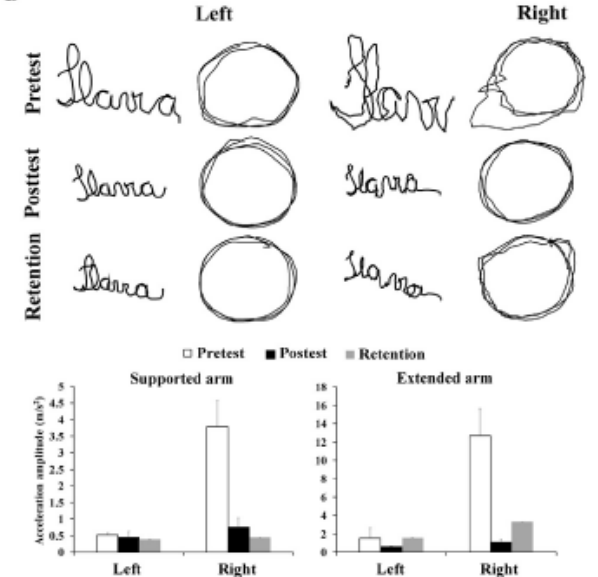 Left Right
Pretest
Ilavia
Posttest
Ilavia
Retention
□ Pretest ■ Postest ■ Retention
Supported arm Extended arm
Acceleration amplitude (m/s²)
5
4.5
4
3.5
3
2.5
2
1.5
1
0.5
0
18
16
14
12
10
8
6
4
2
0
Left Right Left Right